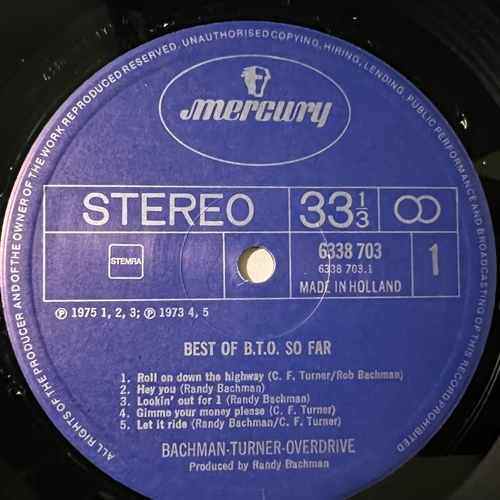 ALL RIGHTS OF THE PRODUCER AND OF THE OWNER OF THE WORK REPRODUCED RESERVED. UNAUTHORISED COPYING, HIRING, LENDING, PUBLIC PERFORMANCE AND BROADCASTING OF THIS RECORD PROHIBITED
mercury
STEREO 33 1/3
STEMRA 6338 703 1
6338 703.1
MADE IN HOLLAND
℗ 1975 1, 2, 3; ℗ 1973 4, 5
BEST OF B.T.O. SO FAR
1. Roll on down the highway (C. F. Turner/Rob Bachman)
2. Hey you (Randy Bachman)
3. Lookin' out for 1 (Randy Bachman)
4. Gimme your money please (C. F. Turner)
5. Let it ride (Randy Bachman/C. F. Turner)
BACHMAN-TURNER-OVERDRIVE
Produced by Randy Bachman